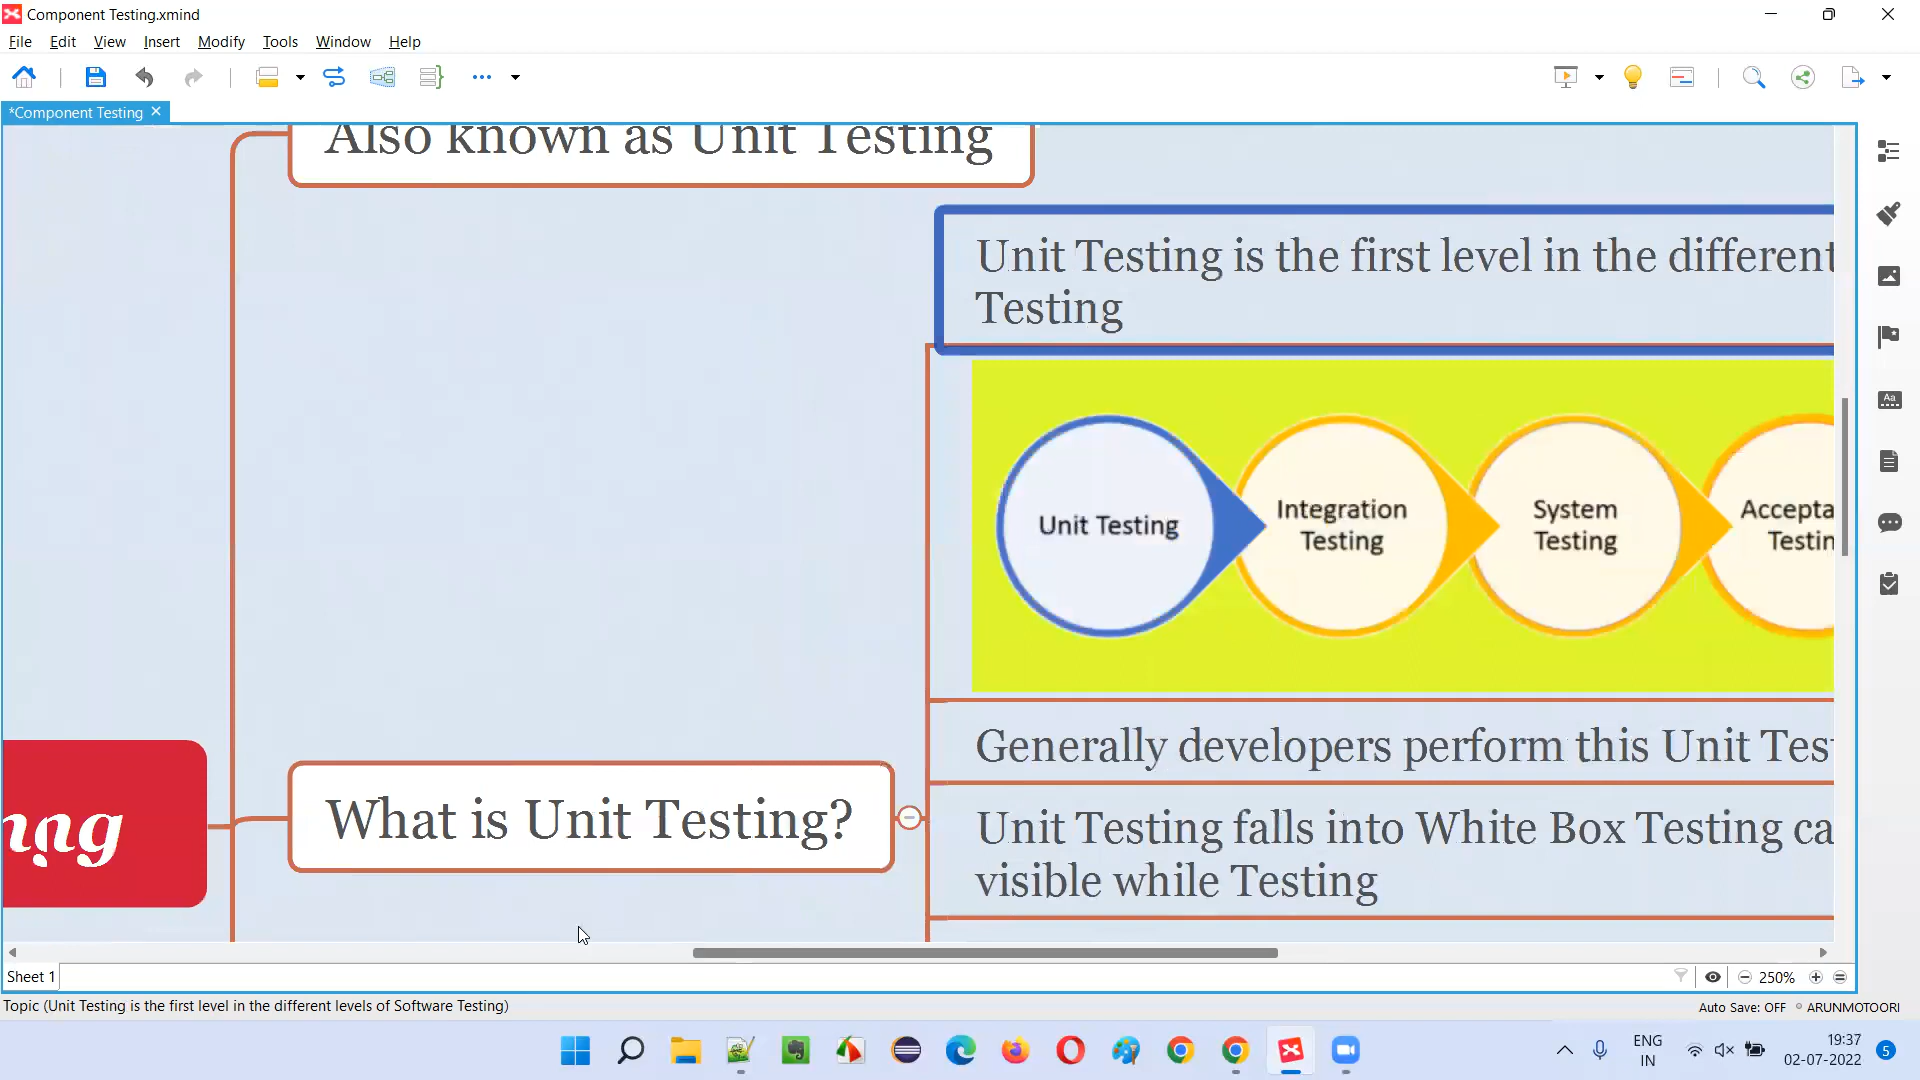 Component Testing.xmind
File Edit View Insert Modify Tools Window Help
*Component Testing
Also known as Unit Testing
Unit Testing is the first level in the different
Testing
Unit Testing
Integration
Testing
System
Testing
Accepta
Testin
Generally developers perform this Unit Tes
What is Unit Testing?
Unit Testing falls into White Box Testing ca
visible while Testing
Sheet 1
250%
Topic (Unit Testing is the first level in the different levels of Software Testing)
Auto Save: OFF ARUNMOTOORI
ENG
IN
19:37
02-07-2022
5